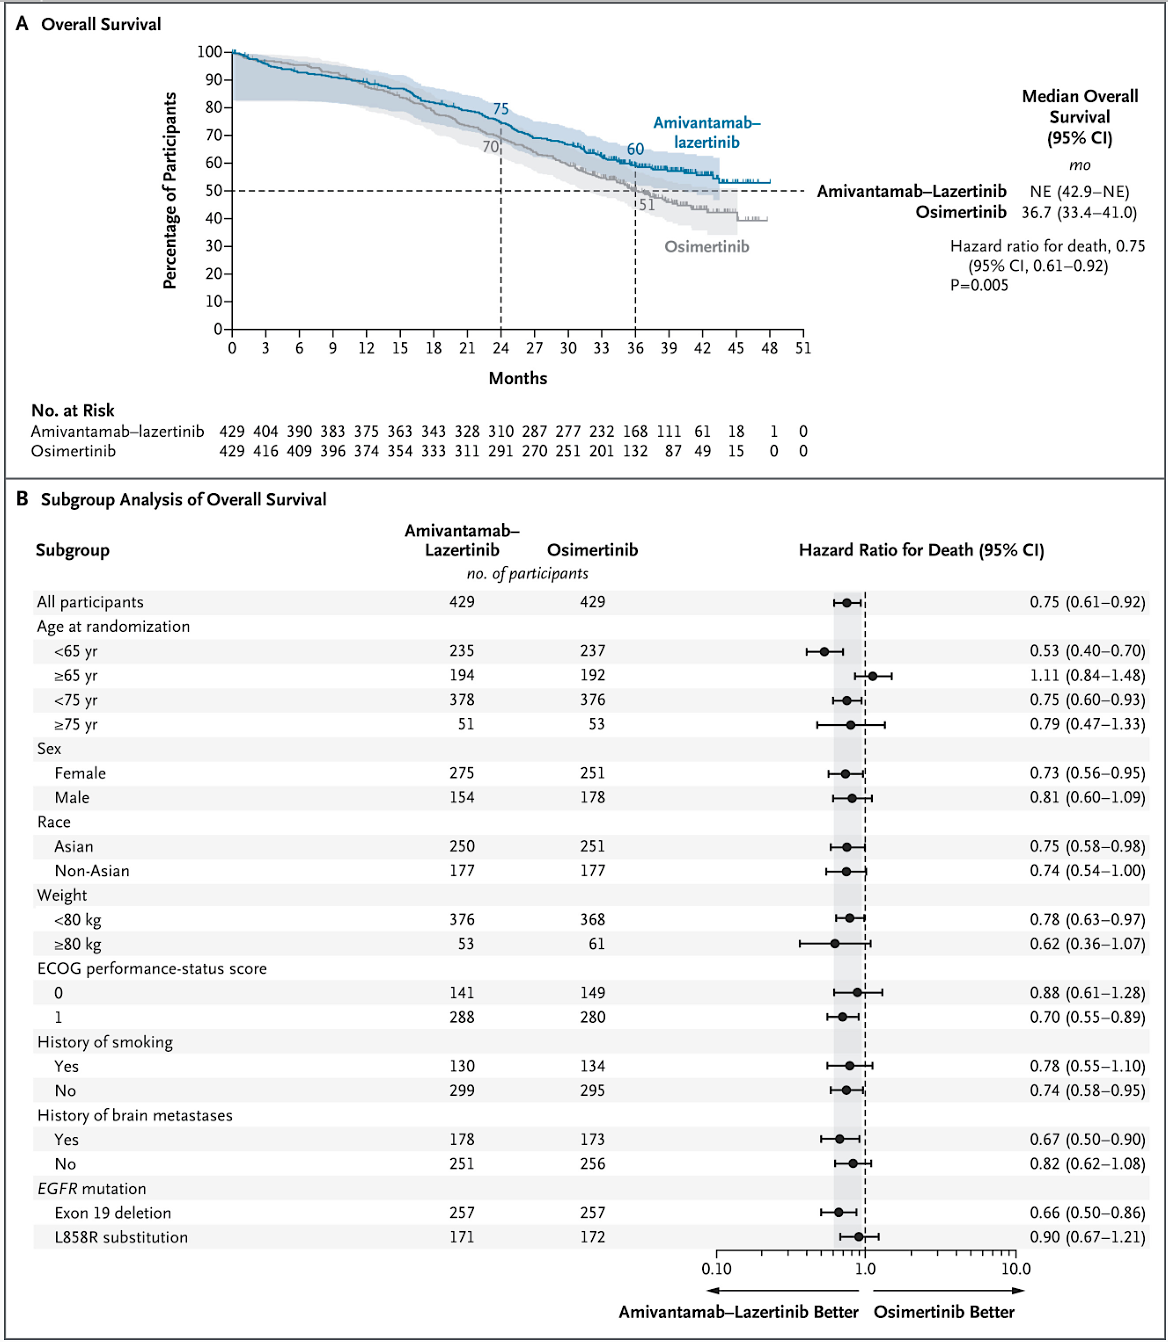 A Overall Survival
100
90
80
70
60
50
40
30
20
10
0
Percentage of Participants
75
70
60
51
Amivantamab–
lazertinib
Osimertinib
0 3 6 9 12 15 18 21 24 27 30 33 36 39 42 45 48 51
Months
Median Overall
Survival
(95% CI)
mo
Amivantamab–Lazertinib NE (42.9–NE)
Osimertinib 36.7 (33.4–41.0)
Hazard ratio for death, 0.75
(95% CI, 0.61–0.92)
P=0.005
No. at Risk
Amivantamab–lazertinib 429 404 390 383 375 363 343 328 310 287 277 232 168 111 61 18 1 0
Osimertinib 429 416 409 396 374 354 333 311 291 270 251 201 132 87 49 15 0 0
B Subgroup Analysis of Overall Survival
Amivantamab–
Subgroup Lazertinib Osimertinib Hazard Ratio for Death (95% CI)
no. of participants
All participants 429 429 0.75 (0.61–0.92)
Age at randomization
<65 yr 235 237 0.53 (0.40–0.70)
≥65 yr 194 192 1.11 (0.84–1.48)
<75 yr 378 376 0.75 (0.60–0.93)
≥75 yr 51 53 0.79 (0.47–1.33)
Sex
Female 275 251 0.73 (0.56–0.95)
Male 154 178 0.81 (0.60–1.09)
Race
Asian 250 251 0.75 (0.58–0.98)
Non-Asian 177 177 0.74 (0.54–1.00)
Weight
<80 kg 376 368 0.78 (0.63–0.97)
≥80 kg 53 61 0.62 (0.36–1.07)
ECOG performance-status score
0 141 149 0.88 (0.61–1.28)
1 288 280 0.70 (0.55–0.89)
History of smoking
Yes 130 134 0.78 (0.55–1.10)
No 299 295 0.74 (0.58–0.95)
History of brain metastases
Yes 178 173 0.67 (0.50–0.90)
No 251 256 0.82 (0.62–1.08)
EGFR mutation
Exon 19 deletion 257 257 0.66 (0.50–0.86)
L858R substitution 171 172 0.90 (0.67–1.21)
0.10 1.0 10.0
Amivantamab–Lazertinib Better Osimertinib Better